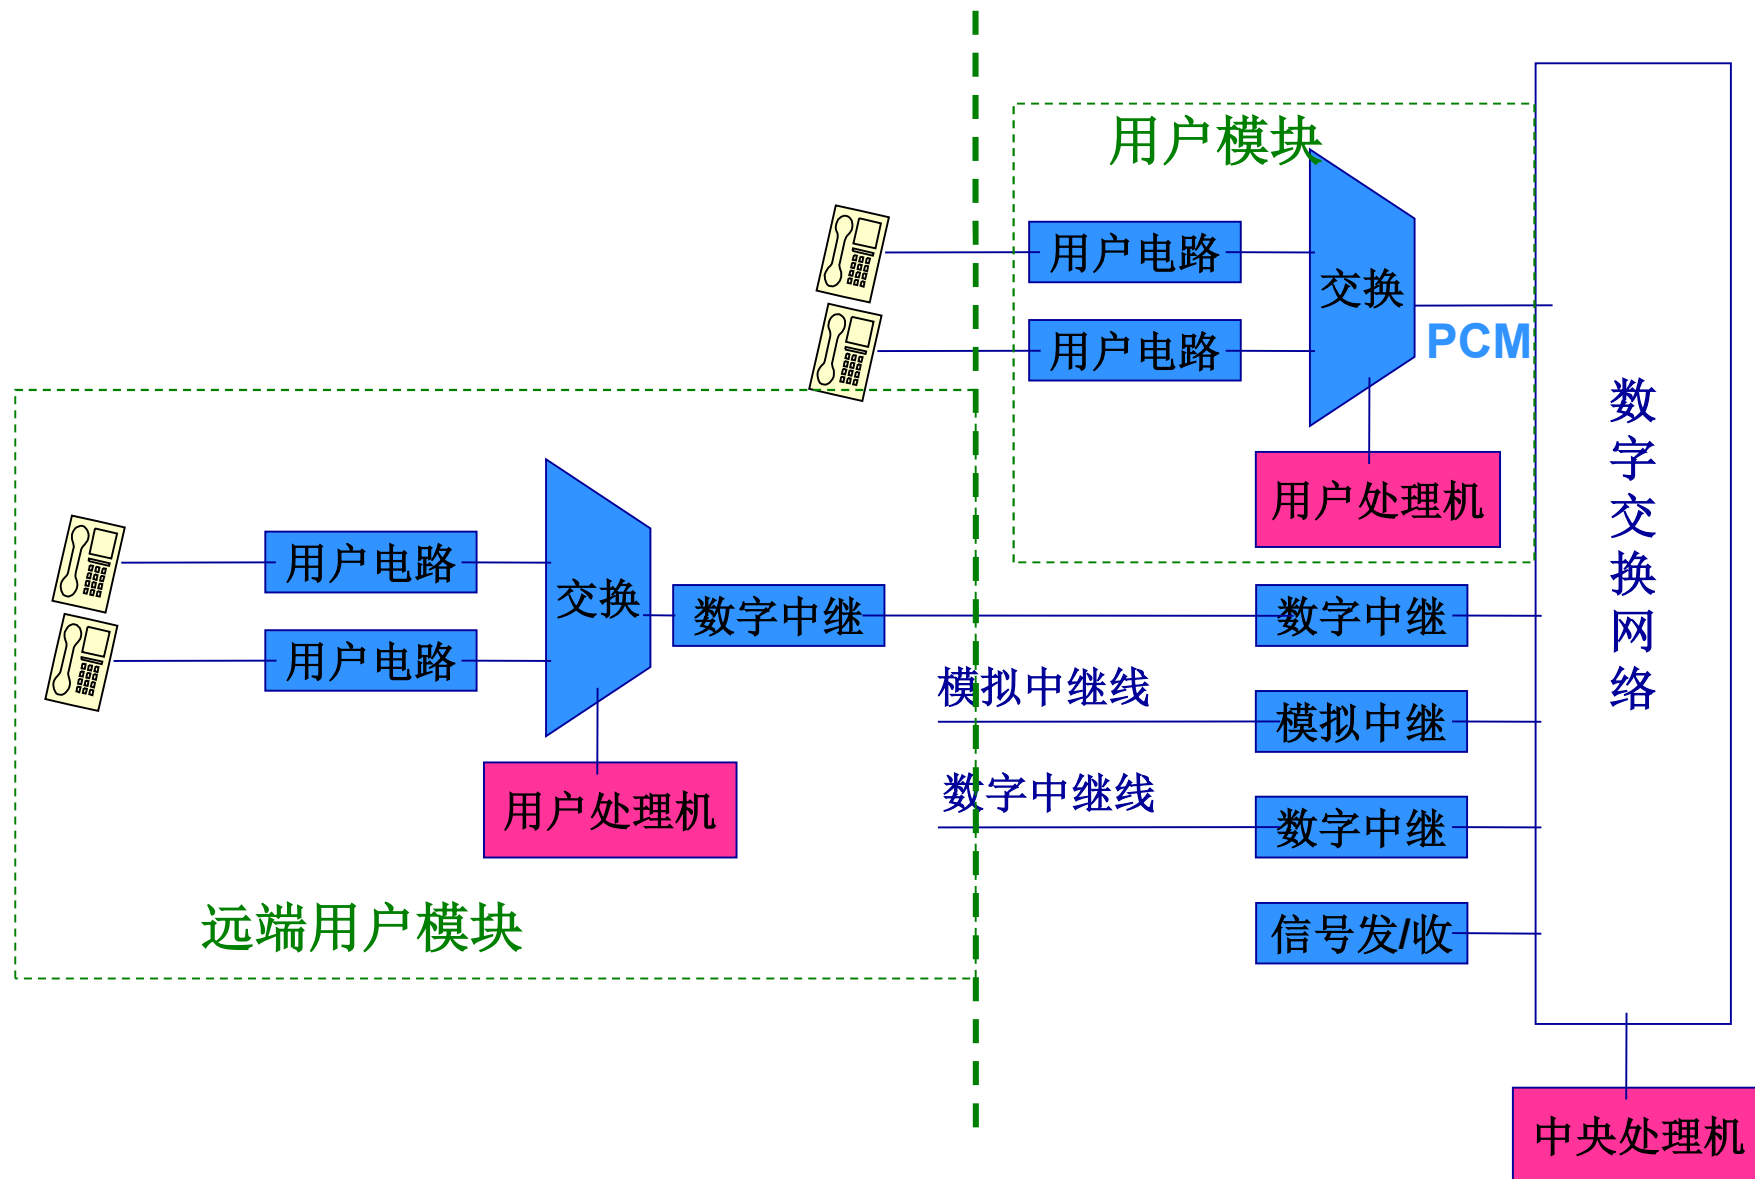 用户模块
用户电路
交换
用户电路
PCM
用户处理机
数字交换网络
用户电路
交换
用户电路
数字中继
用户处理机
远端用户模块
数字中继
模拟中继线
模拟中继
数字中继线
数字中继
信号发/收
中央处理机